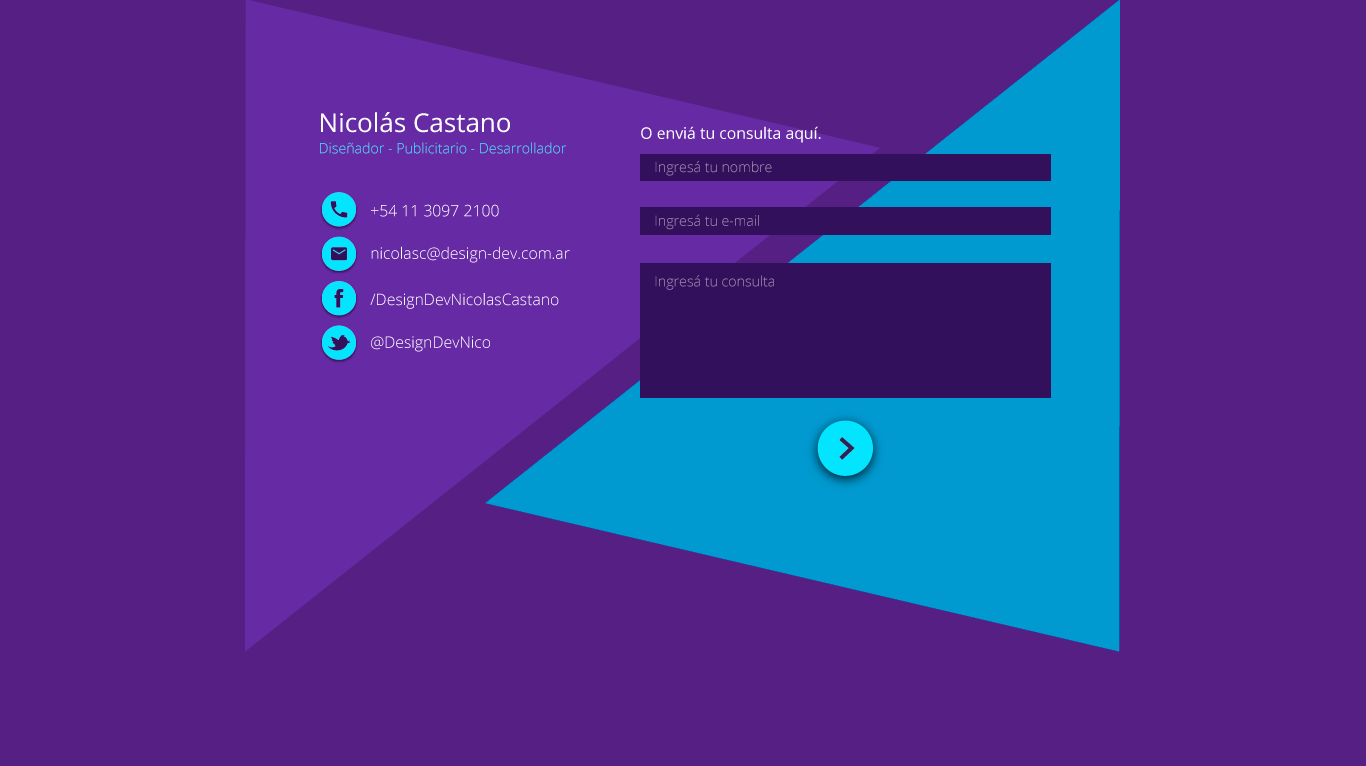 Nicolás Castano
Diseñador - Publicitario - Desarrollador
+54 11 3097 2100
nicolasc@design-dev.com.ar
/DesignDevNicolasCastano
@DesignDevNico
O enviá tu consulta aquí.
Ingresá tu nombre
Ingresá tu e-mail
Ingresá tu consulta